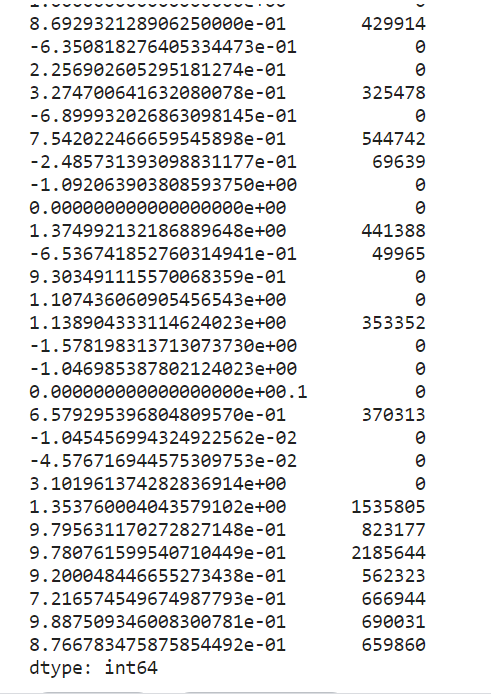 8.692932128906250000e-01 429914
-6.350818276405334473e-01 0
2.256902605295181274e-01 0
3.274700641632080078e-01 325478
-6.899932026863098145e-01 0
7.542022466659545898e-01 544742
-2.485731393098831177e-01 69639
-1.092063903808593750e+00 0
0.000000000000000000e+00 0
1.374992132186889648e+00 441388
-6.536741852760314941e-01 49965
9.303491115570068359e-01 0
1.107436060905456543e+00 0
1.138904333114624023e+00 353352
-1.578198313713073730e+00 0
-1.046985387802124023e+00 0
0.000000000000000000e+00.1 0
6.579295396804809570e-01 370313
-1.045456994324922562e-02 0
-4.576716944575309753e-02 0
3.101961374282836914e+00 0
1.353760004043579102e+00 1535805
9.795631170272827148e-01 823177
9.780761599540710449e-01 2185644
9.200048446655273438e-01 562323
7.216574549674987793e-01 666944
9.887509346008300781e-01 690031
8.766783475875854492e-01 659860
dtype: int64